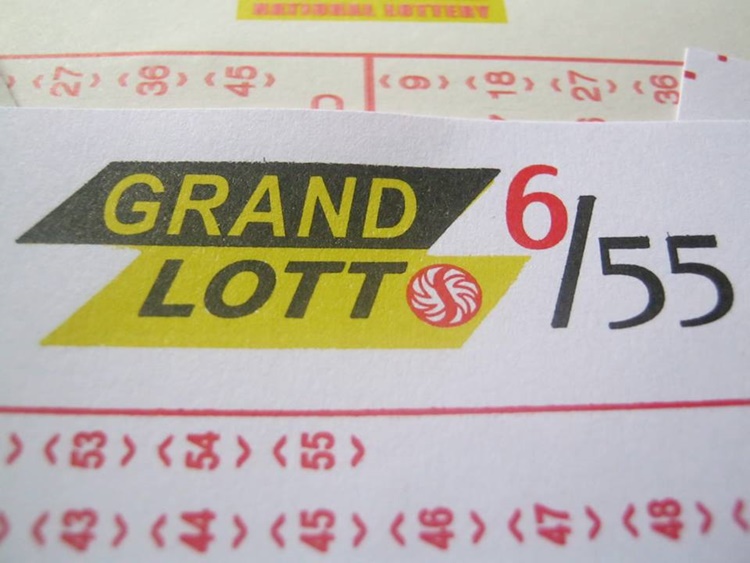 NATIONAL LOTTERY
27 36 45 9 18 27 36
GRAND 6/55
LOTTO
53 54 55
43 44 45 46 47 48